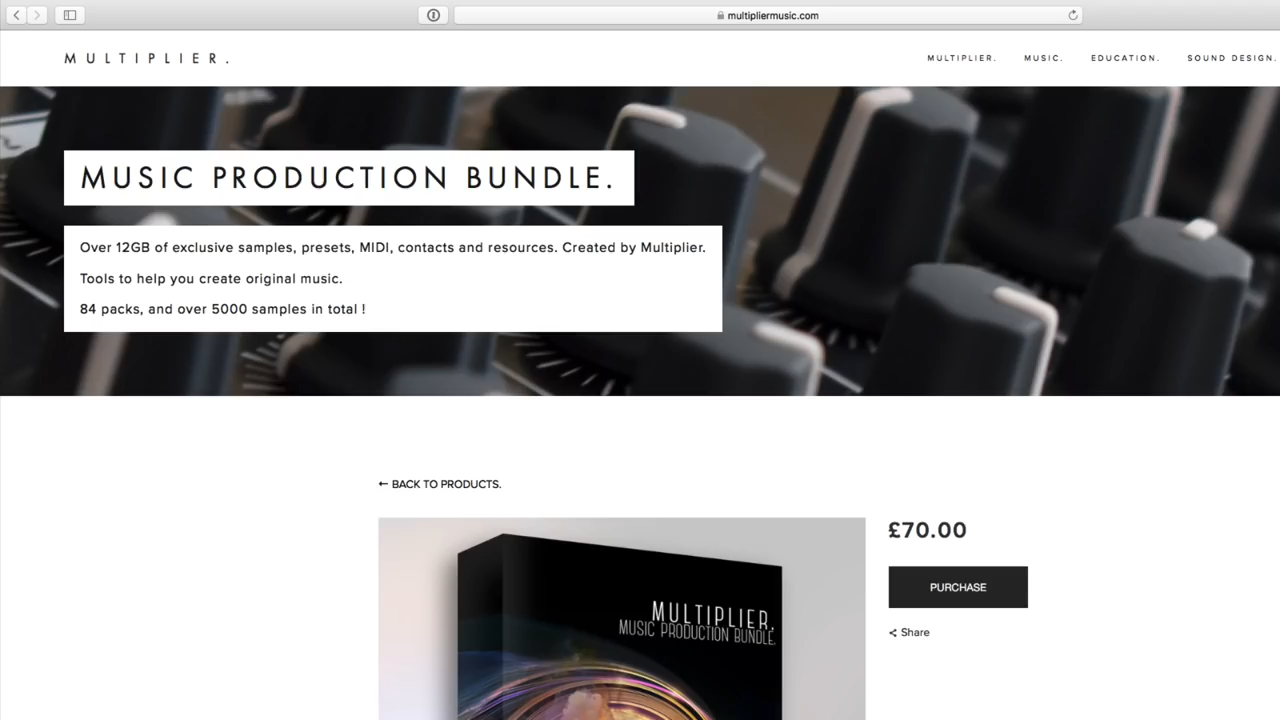 multipliermusic.com
MULTIPLIER.
MULTIPLIER. MUSIC. EDUCATION. SOUND DESIGN.
MUSIC PRODUCTION BUNDLE.
Over 12GB of exclusive samples, presets, MIDI, contacts and resources. Created by Multiplier.
Tools to help you create original music.
84 packs, and over 5000 samples in total !
← BACK TO PRODUCTS.
£70.00
PURCHASE
Share
MULTIPLIER.
MUSIC PRODUCTION BUNDLE.